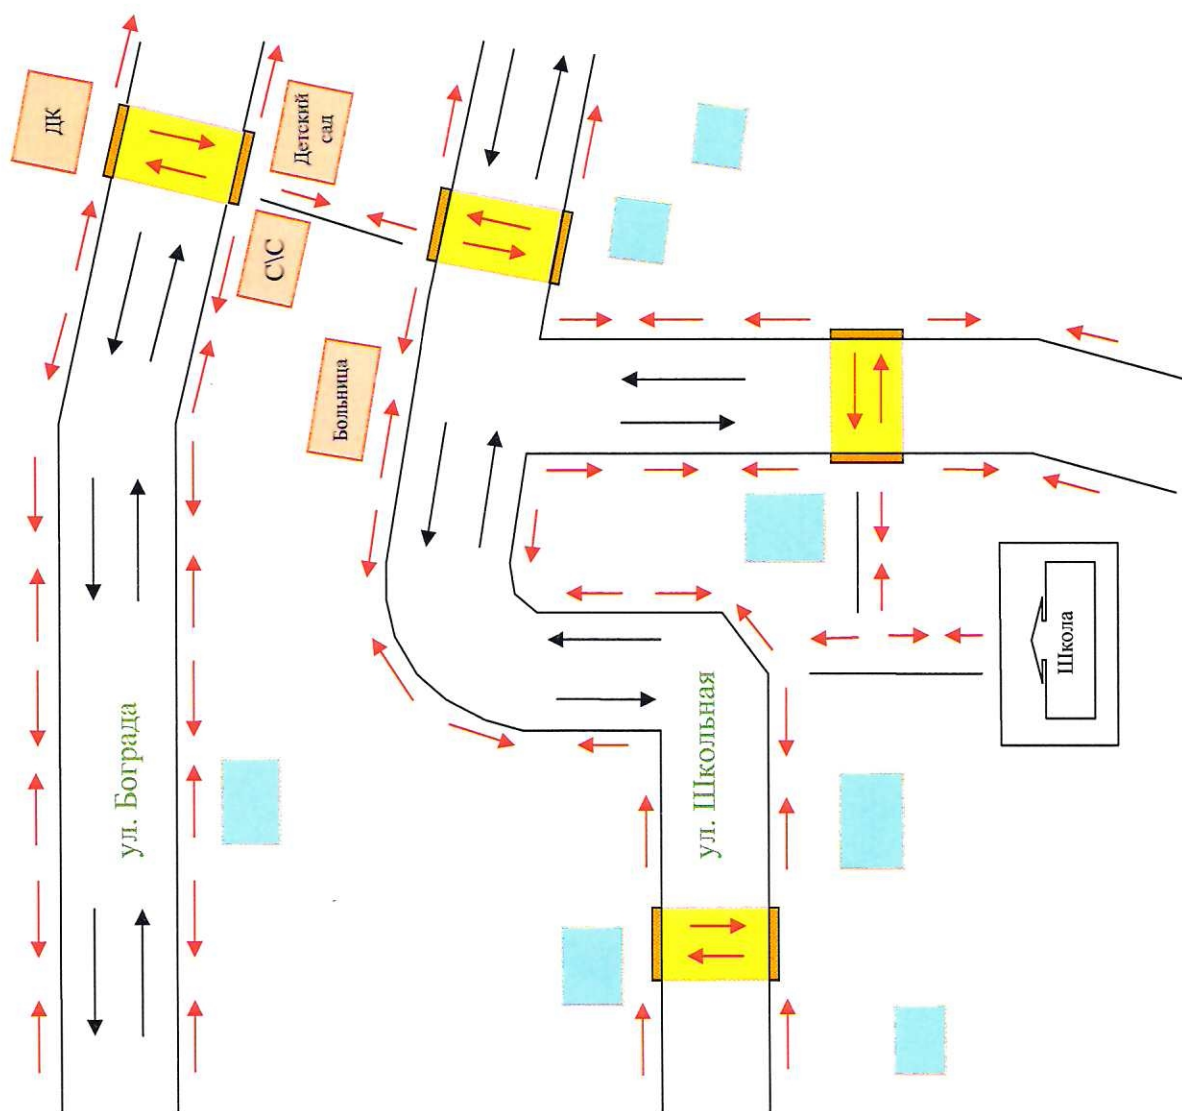 ДК
Детский
сад
С\С
Больница
ул. Бограда
ул. Школьная
Школа